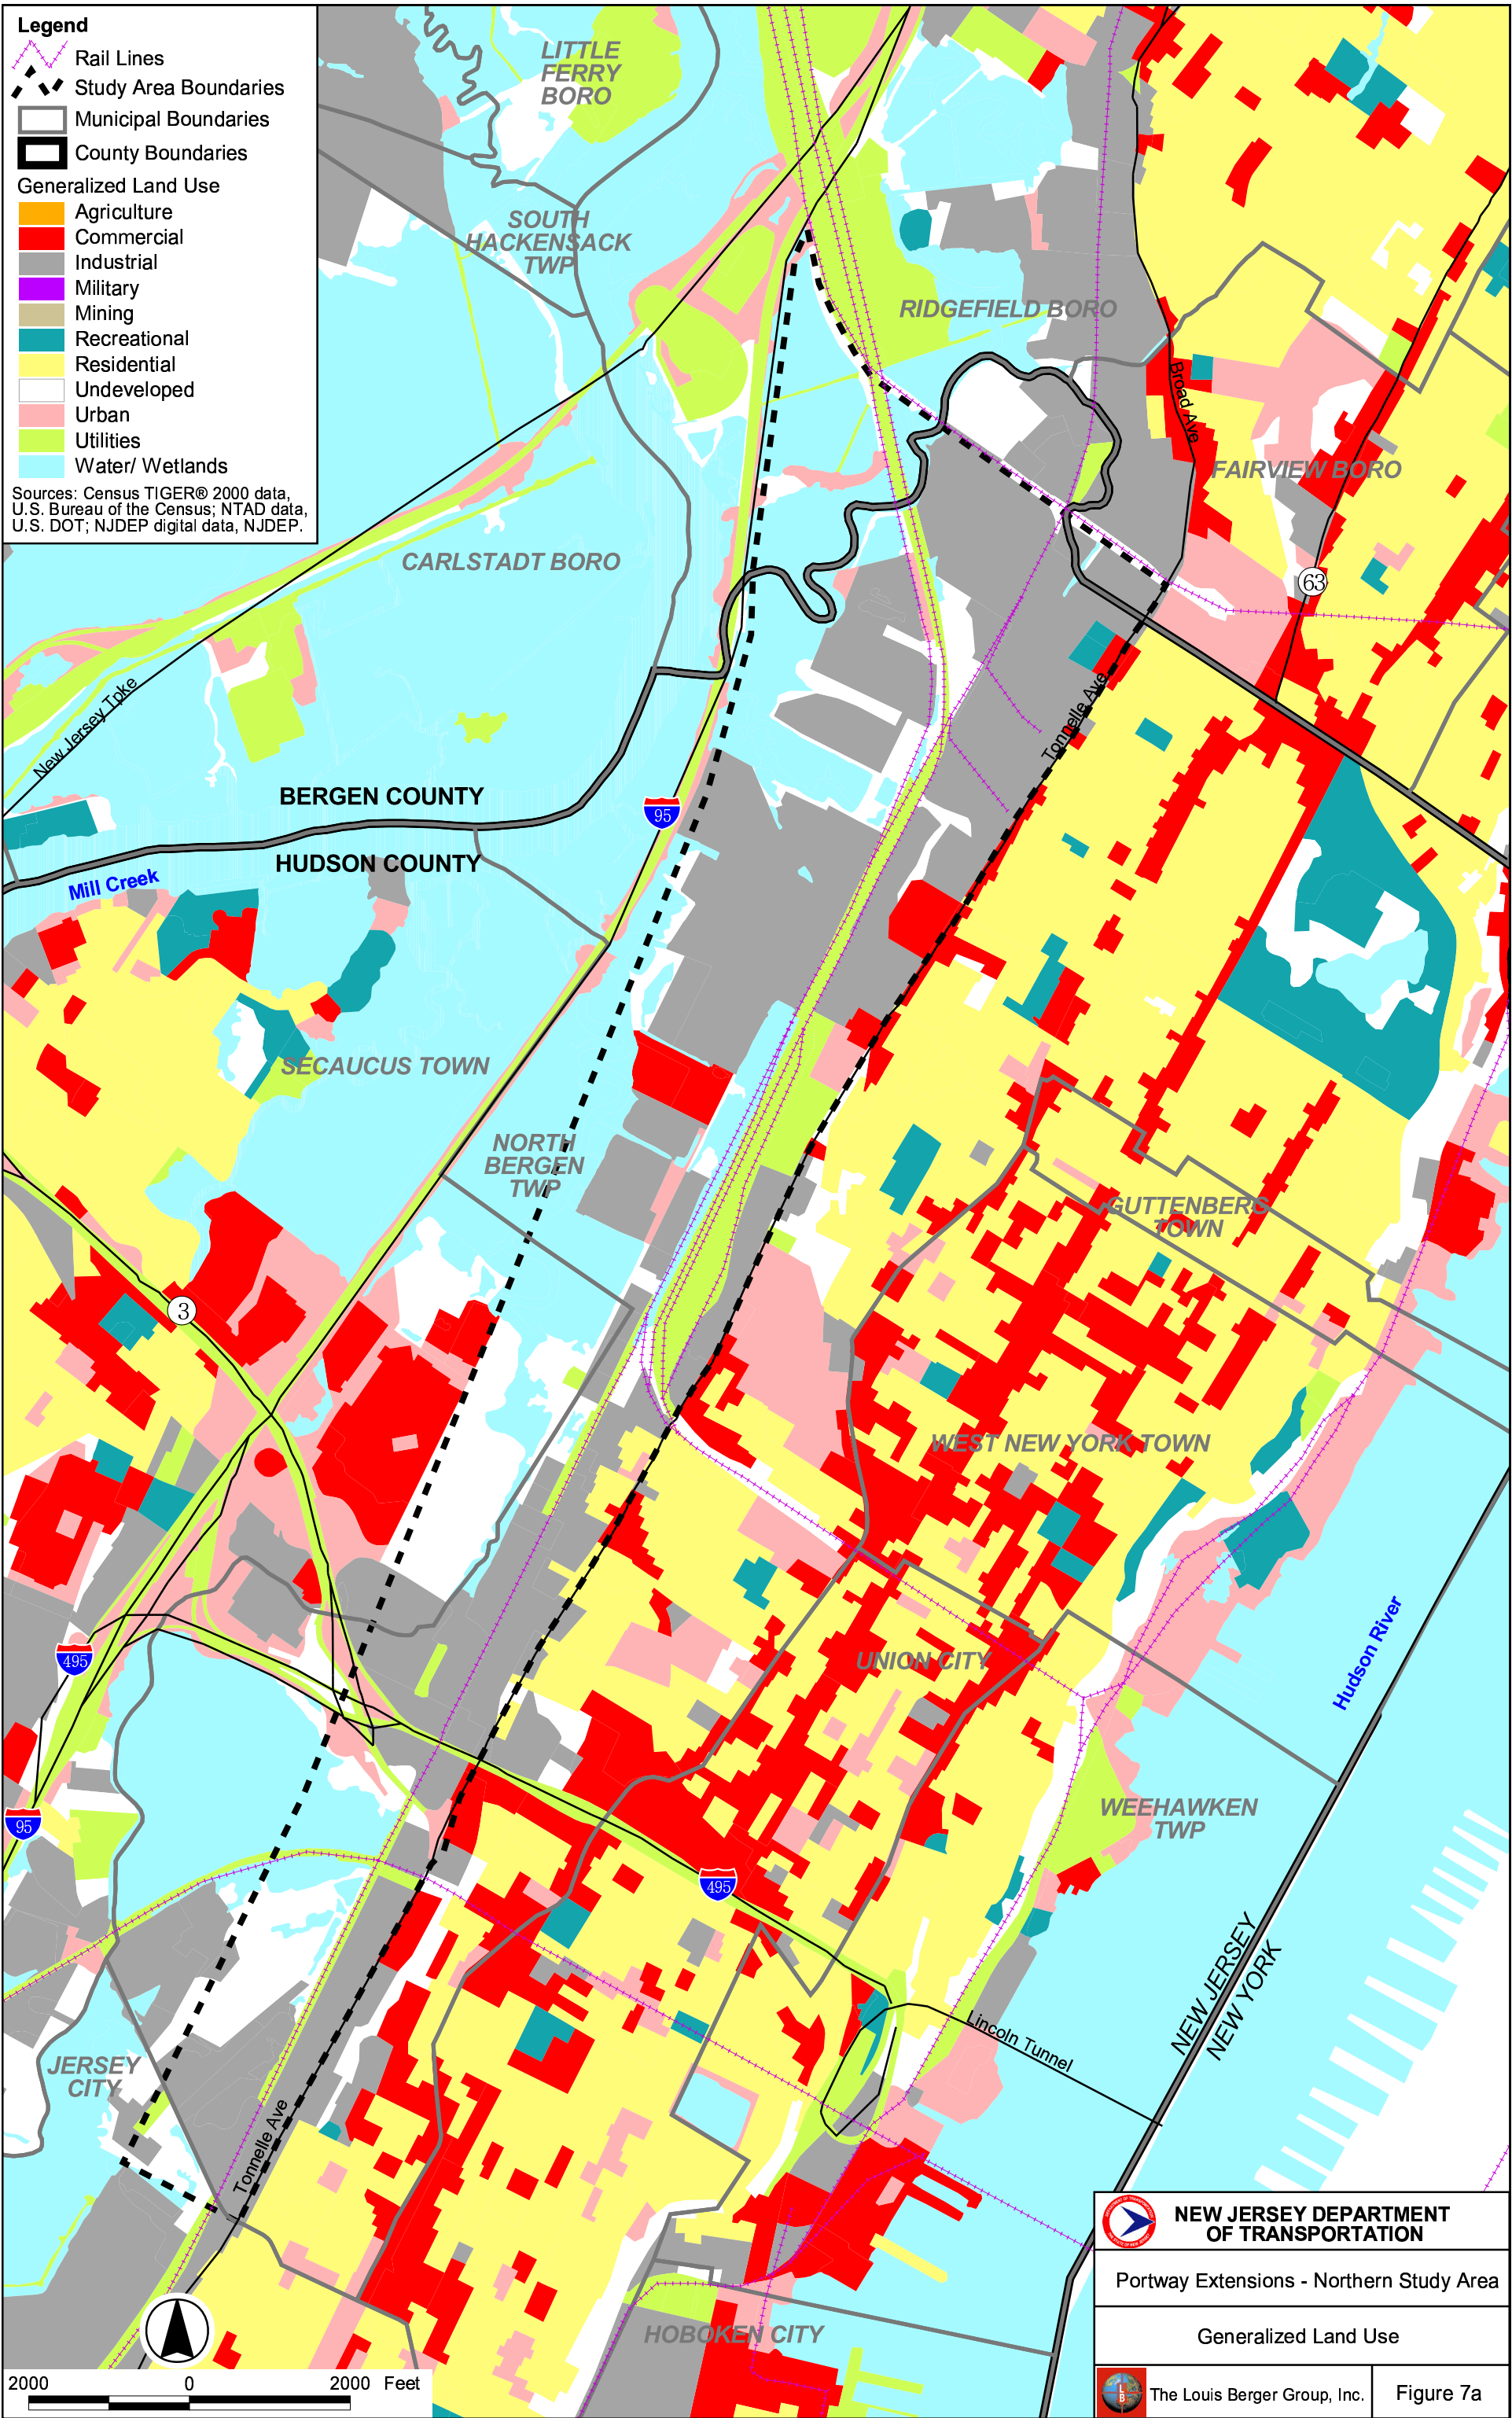 Legend
Rail Lines
Study Area Boundaries
Municipal Boundaries
County Boundaries
Generalized Land Use
Agriculture
Commercial
Industrial
Military
Mining
Recreational
Residential
Undeveloped
Urban
Utilities
Water/ Wetlands
Sources: Census TIGER® 2000 data,
U.S. Bureau of the Census; NTAD data,
U.S. DOT; NJDEP digital data, NJDEP.
LITTLE
FERRY
BORO
SOUTH
HACKENSACK
TWP
RIDGEFIELD BORO
Broad Ave
FAIRVIEW BORO
CARLSTADT BORO
63
New Jersey Tpke
Tonnelle Ave
BERGEN COUNTY
95
HUDSON COUNTY
Mill Creek
SECAUCUS TOWN
NORTH
BERGEN
TWP
GUTTENBERG
TOWN
3
WEST NEW YORK TOWN
495
UNION CITY
Hudson River
WEEHAWKEN
TWP
95
495
NEW JERSEY
NEW YORK
Lincoln Tunnel
JERSEY
CITY
Tonnelle Ave
HOBOKEN CITY
2000 0 2000 Feet
NEW JERSEY DEPARTMENT
OF TRANSPORTATION
Portway Extensions - Northern Study Area
Generalized Land Use
The Louis Berger Group, Inc.
Figure 7a